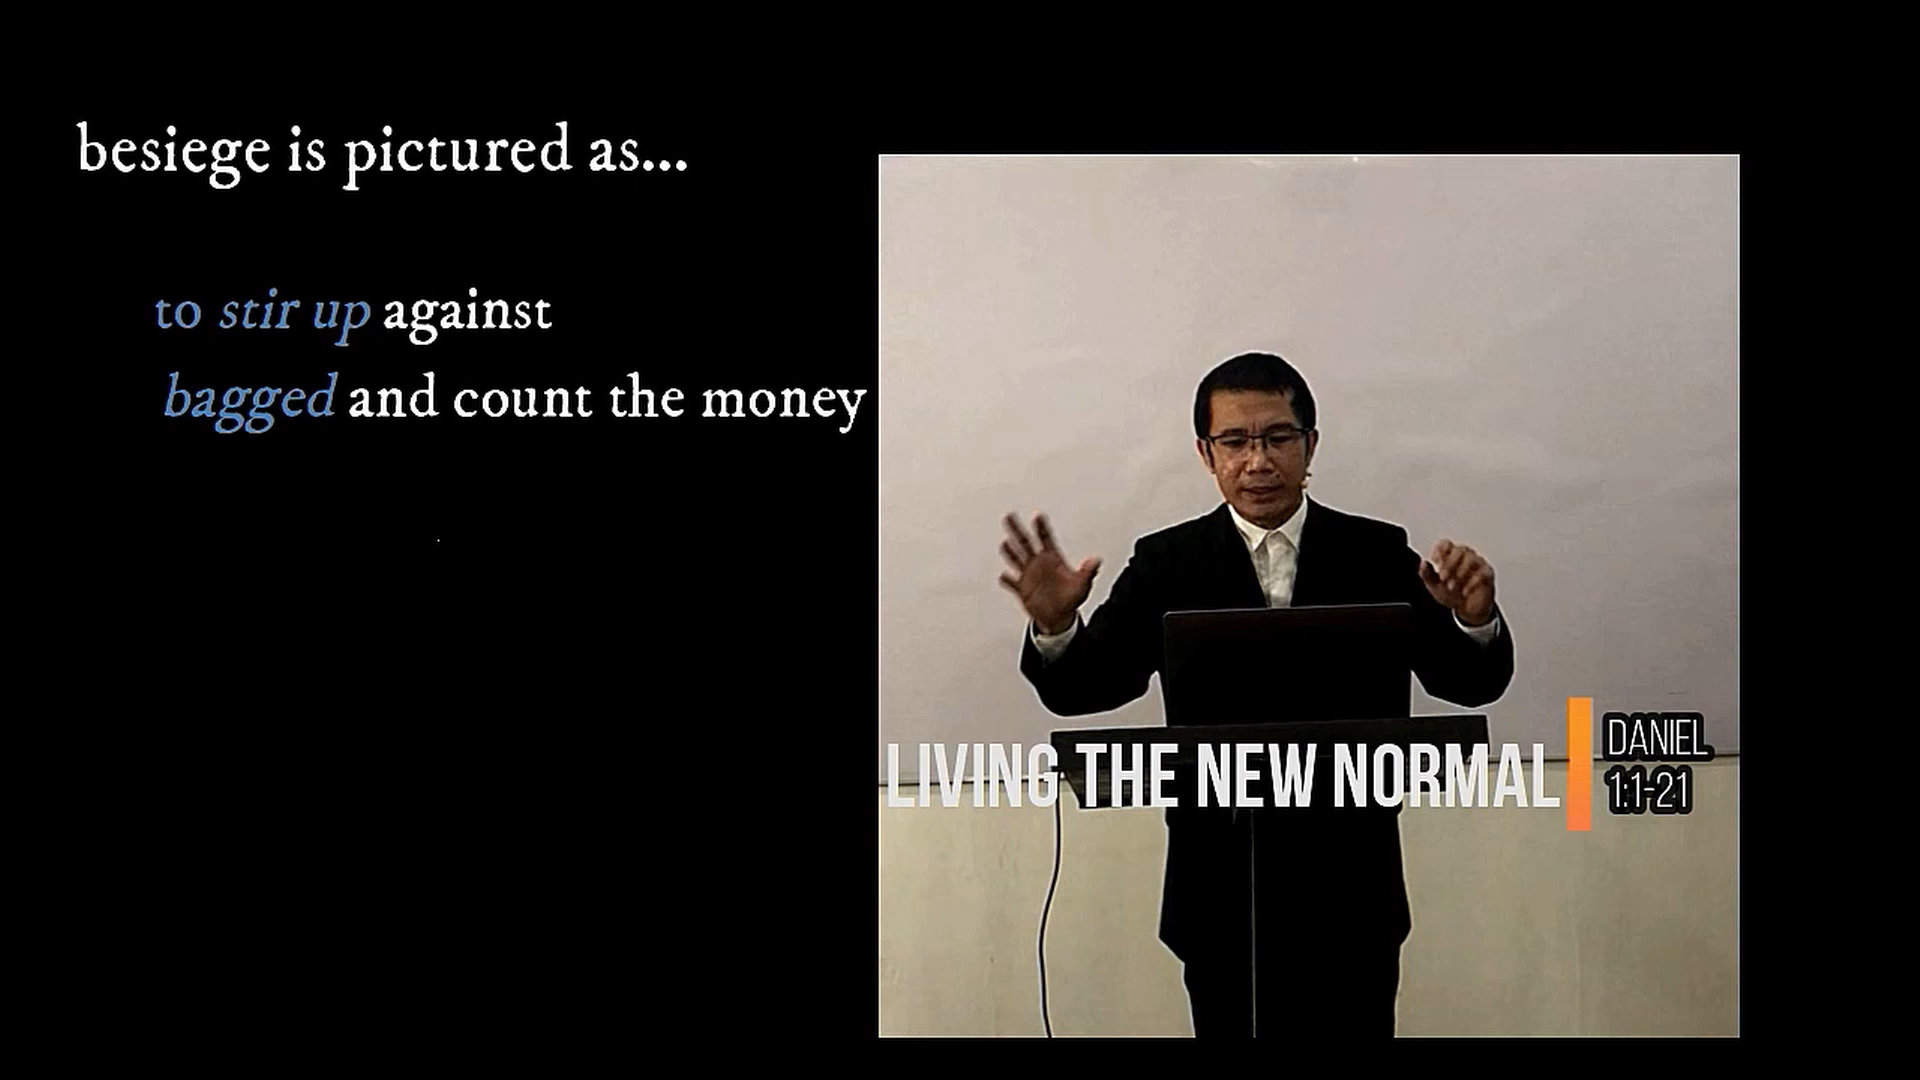 besiege is pictured as...
to stir up against
bagged and count the money
LIVING THE NEW NORMAL
DANIEL
1:1-21